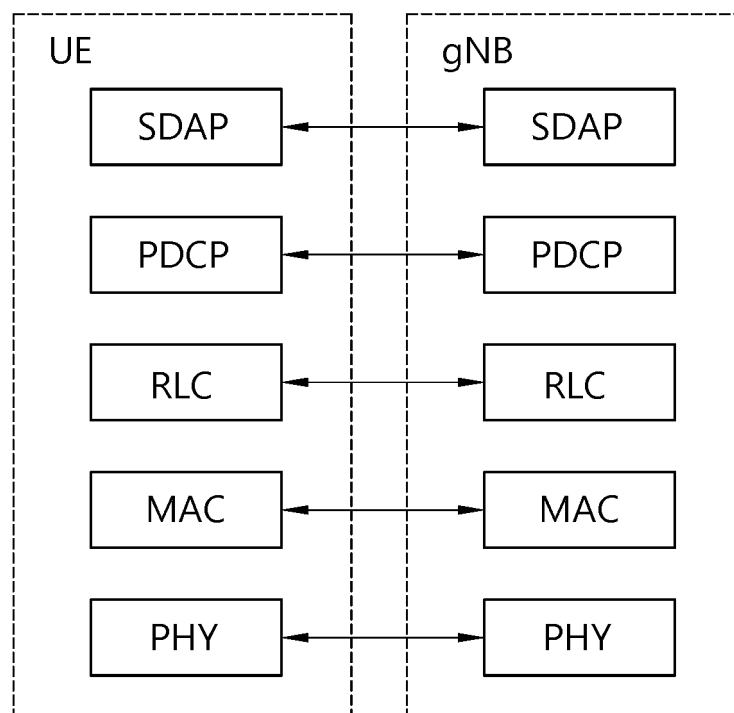 UE gNB
SDAP SDAP
PDCP PDCP
RLC RLC
MAC MAC
PHY PHY